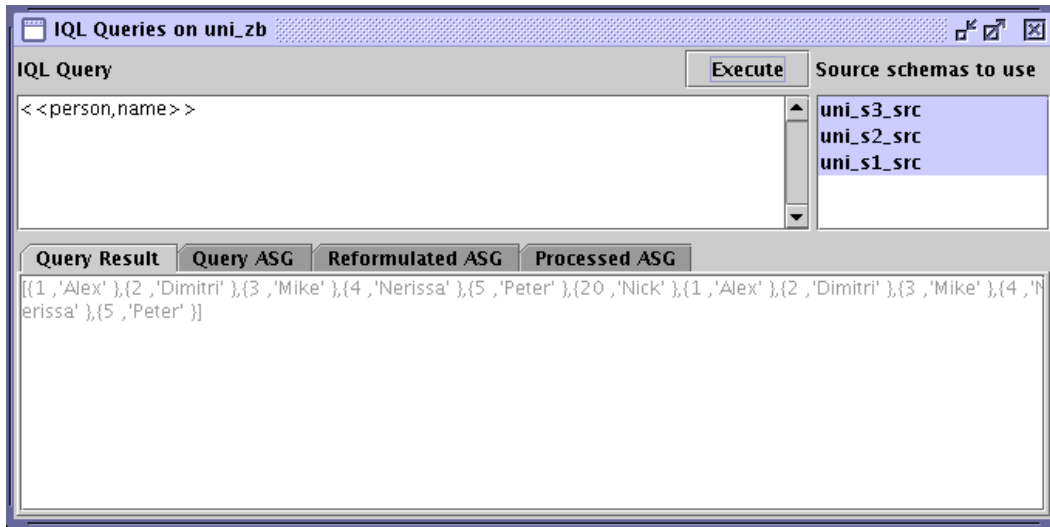 IQL Queries on uni_zb
IQL Query
Execute
Source schemas to use
<<person,name>>
uni_s3_src
uni_s2_src
uni_s1_src
Query Result
Query ASG
Reformulated ASG
Processed ASG
[{1 ,'Alex' },{2 ,'Dimitri' },{3 ,'Mike' },{4 ,'Nerissa' },{5 ,'Peter' },{20 ,'Nick' },{1 ,'Alex' },{2 ,'Dimitri' },{3 ,'Mike' },{4 ,'N
erissa' },{5 ,'Peter' }]